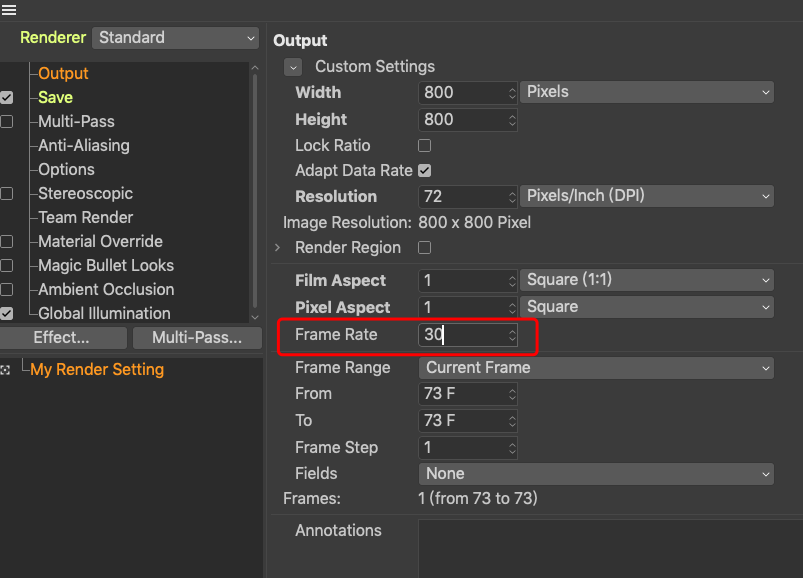 Renderer Standard
Output
Save
Multi-Pass
Anti-Aliasing
Options
Stereoscopic
Team Render
Material Override
Magic Bullet Looks
Ambient Occlusion
Global Illumination
Effect... Multi-Pass...
My Render Setting
Output
Custom Settings
Width 800 Pixels
Height 800
Lock Ratio
Adapt Data Rate
Resolution 72 Pixels/Inch (DPI)
Image Resolution: 800 x 800 Pixel
Render Region
Film Aspect 1 Square (1:1)
Pixel Aspect 1 Square
Frame Rate 30
Frame Range Current Frame
From 73 F
To 73 F
Frame Step 1
Fields None
Frames: 1 (from 73 to 73)
Annotations